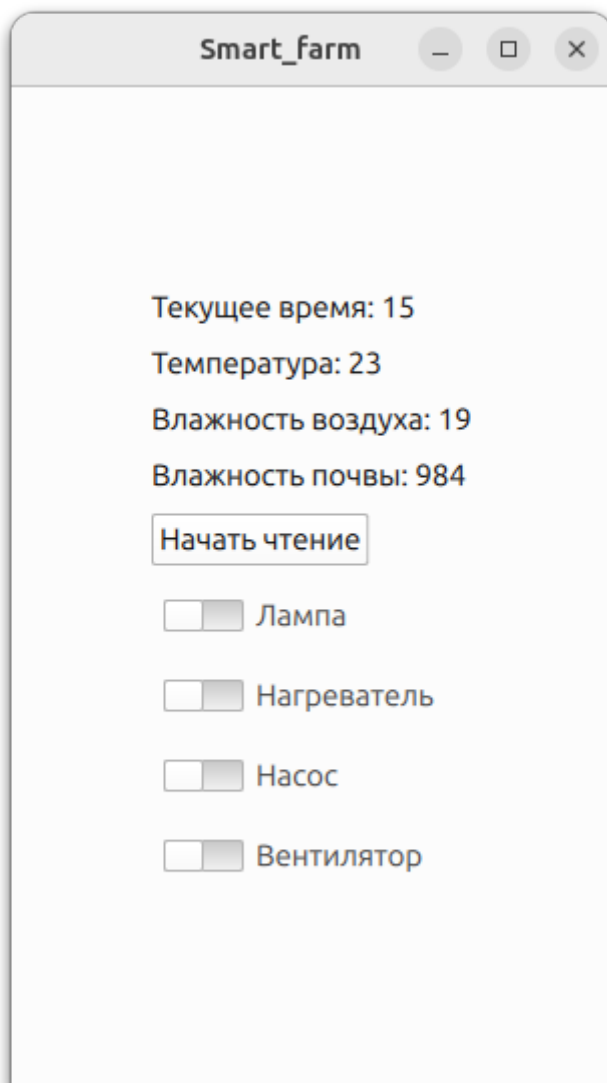 Smart_farm
Текущее время: 15
Температура: 23
Влажность воздуха: 19
Влажность почвы: 984
Начать чтение
Лампа
Нагреватель
Насос
Вентилятор